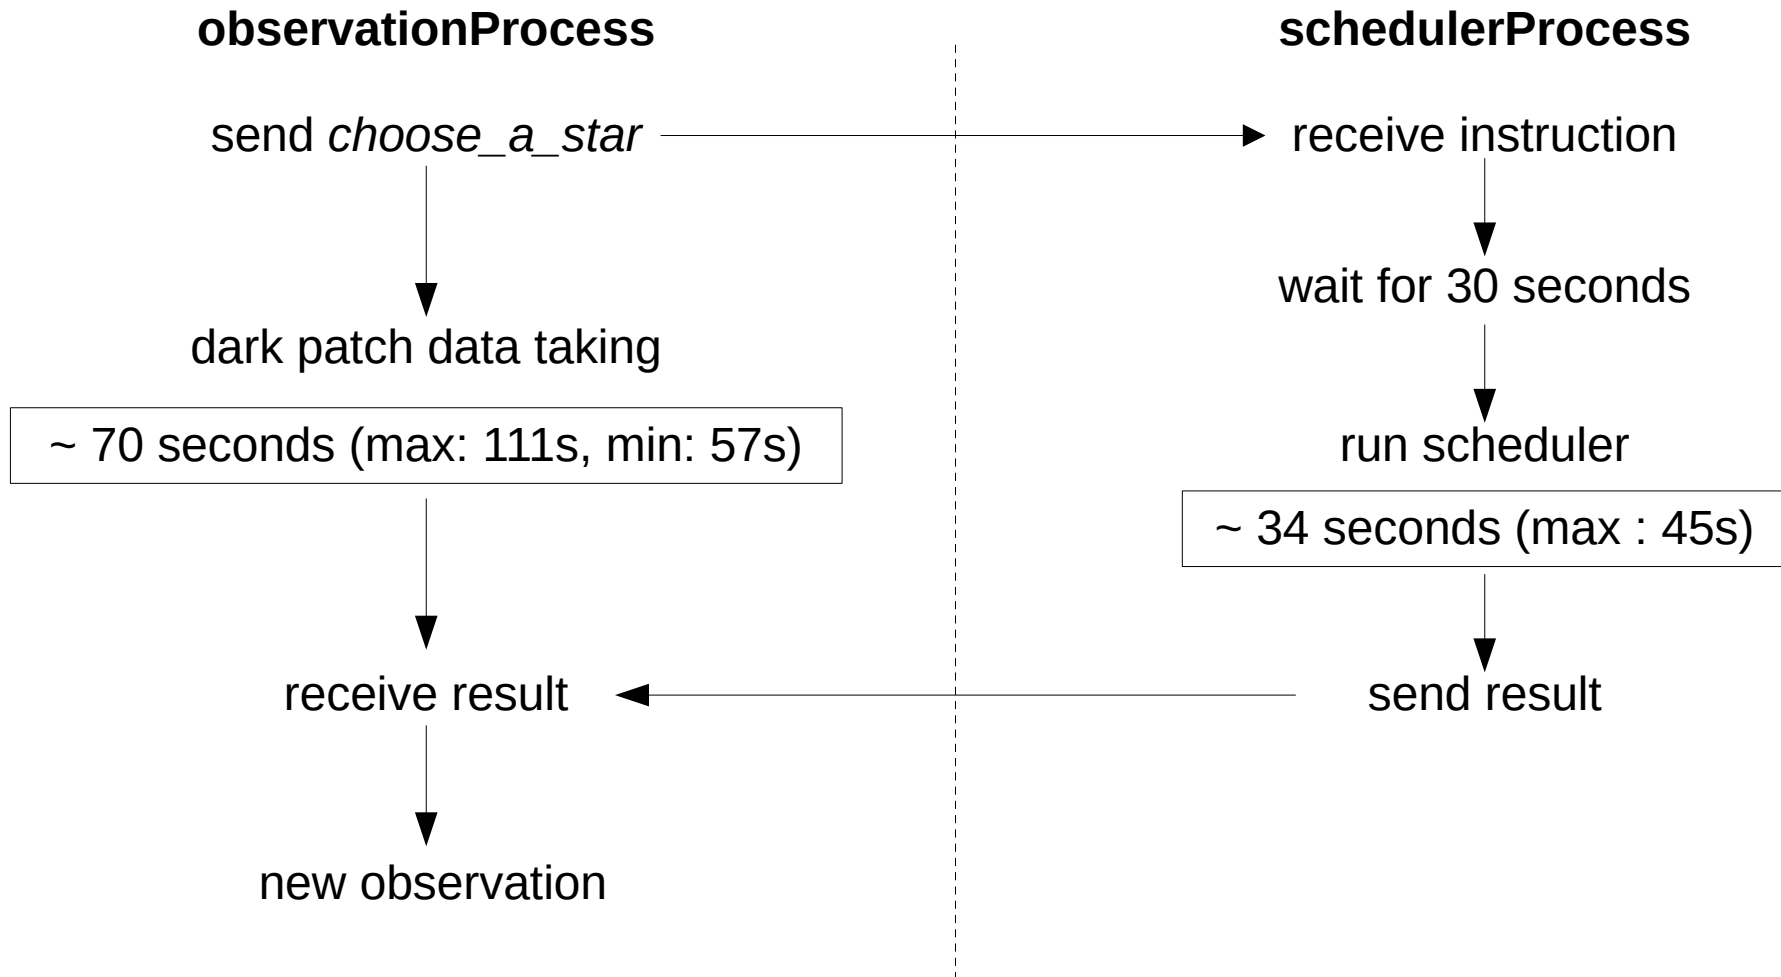 observationProcess
schedulerProcess
send choose_a_star
receive instruction
wait for 30 seconds
dark patch data taking
~ 70 seconds (max: 111s, min: 57s)
run scheduler
~ 34 seconds (max : 45s)
receive result
send result
new observation